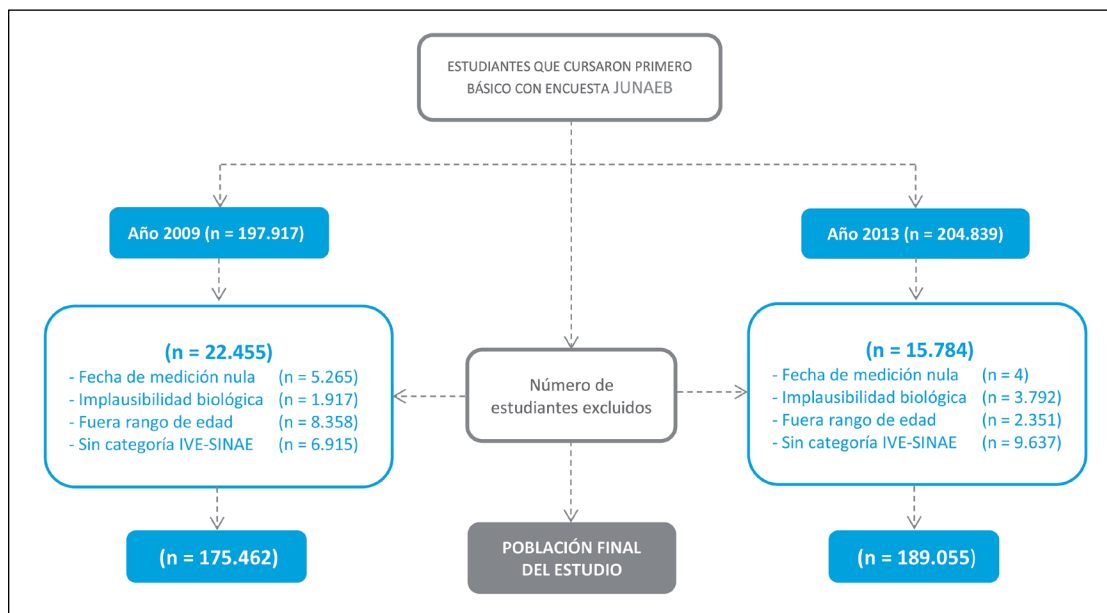 ESTUDIANTES QUE CURSARON PRIMERO
BÁSICO CON ENCUESTA JUNAEB
Año 2009 (n = 197.917)
Año 2013 (n = 204.839)
(n = 22.455)
- Fecha de medición nula (n = 5.265)
- Implausibilidad biológica (n = 1.917)
- Fuera rango de edad (n = 8.358)
- Sin categoría IVE-SINAE (n = 6.915)
Número de
estudiantes excluidos
(n = 15.784)
- Fecha de medición nula (n = 4)
- Implausibilidad biológica (n = 3.792)
- Fuera rango de edad (n = 2.351)
- Sin categoría IVE-SINAE (n = 9.637)
(n = 175.462)
POBLACIÓN FINAL
DEL ESTUDIO
(n = 189.055)